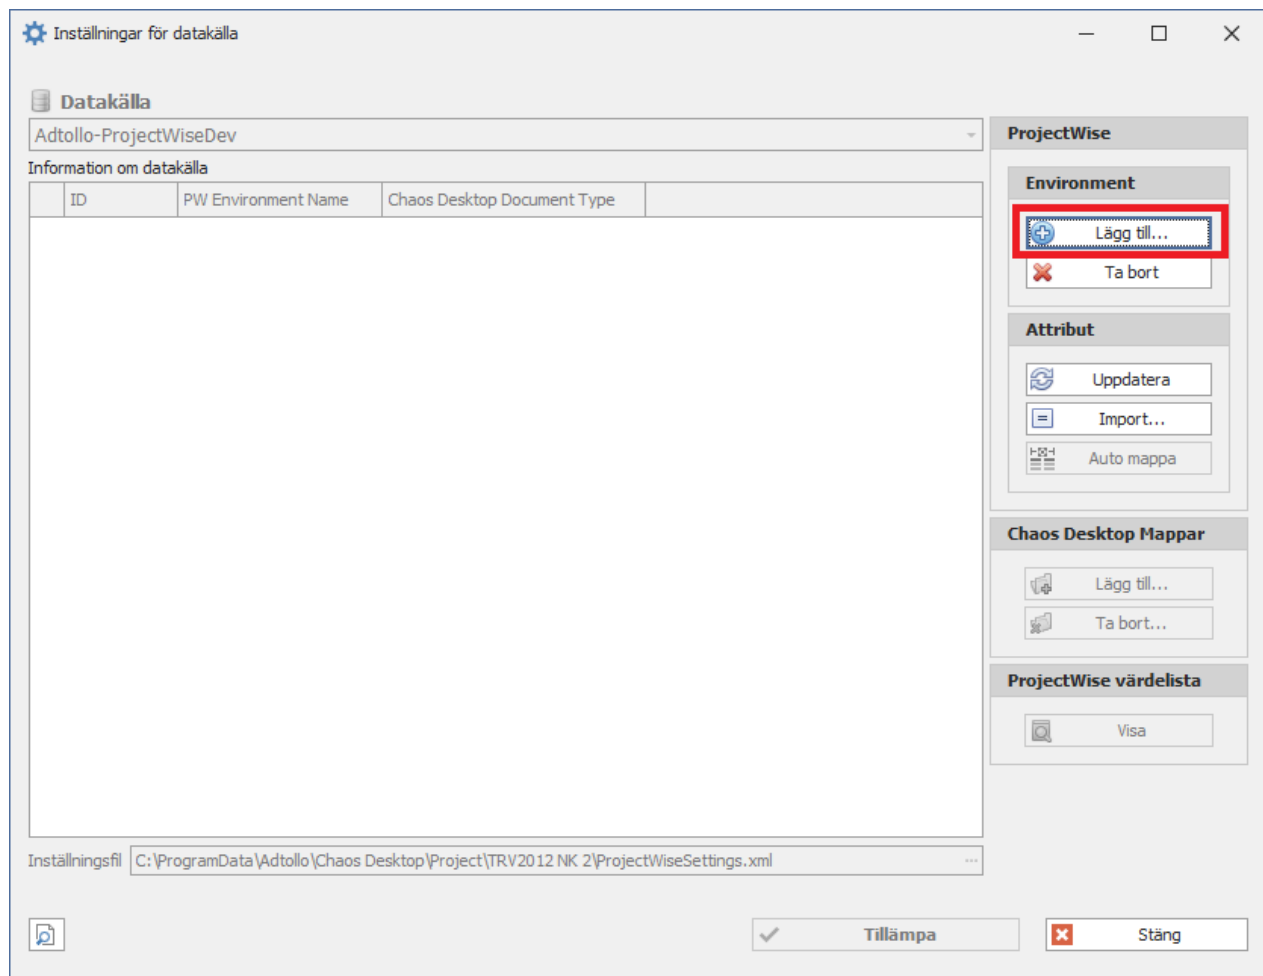 Inställningar för datakälla
Datakälla
Adtollo-ProjectWiseDev
Information om datakälla
ID PW Environment Name Chaos Desktop Document Type
ProjectWise
Environment
Lägg till...
Ta bort
Attribut
Uppdatera
Import...
Auto mappa
Chaos Desktop Mappar
Lägg till...
Ta bort...
ProjectWise värdelista
Visa
Inställningsfil C:\ProgramData\Adtollo\Chaos Desktop\Project\TRV2012 NK 2\ProjectWiseSettings.xml ...
Tillämpa
Stäng